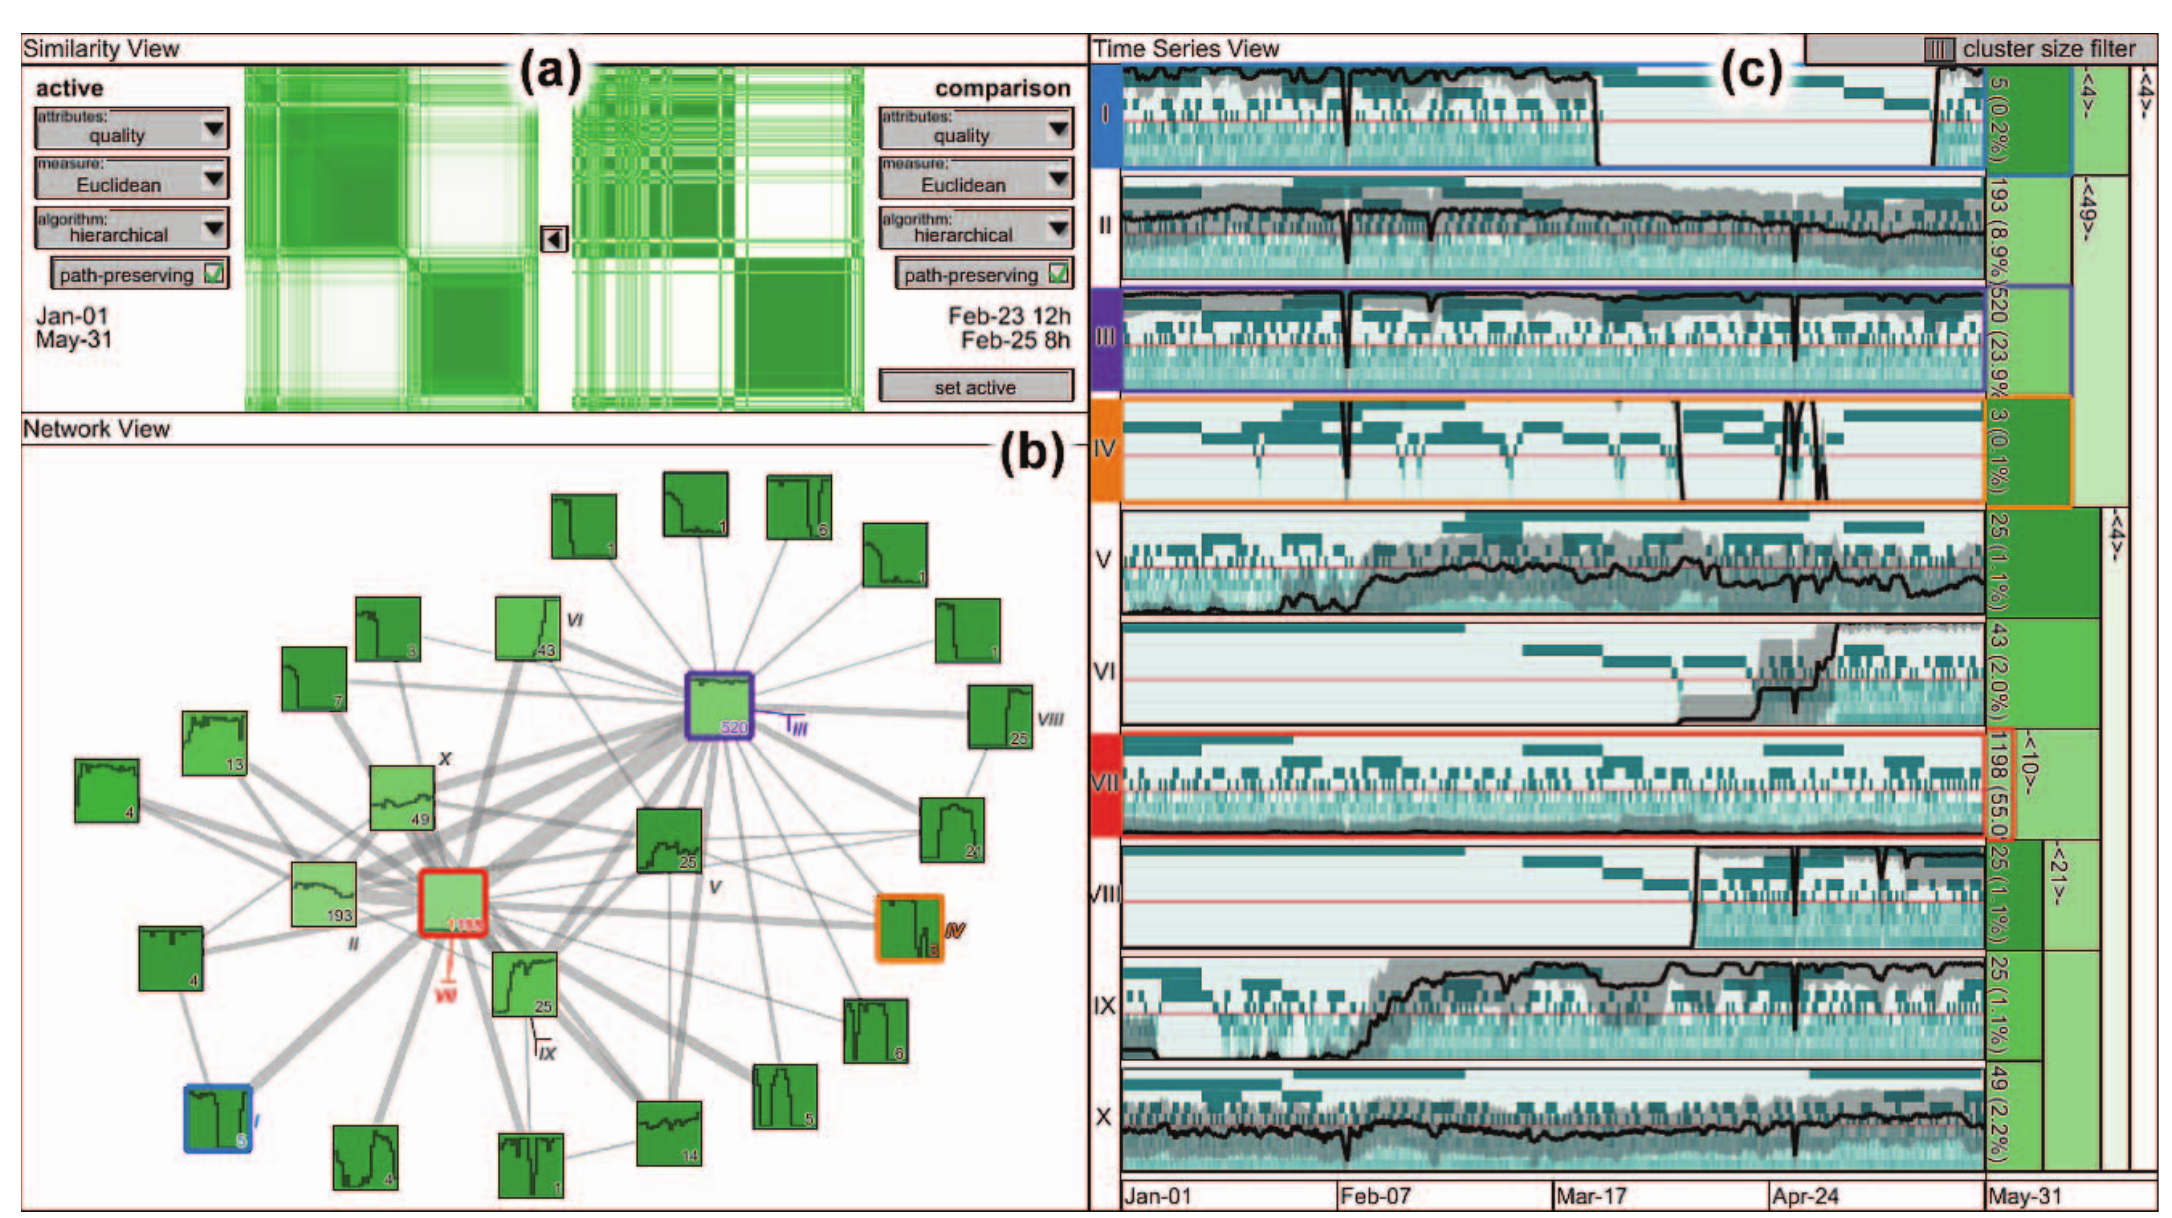 Similarity View
(a)
active
attributes:
quality
measure:
Euclidean
algorithm:
hierarchical
path-preserving
Jan-01
May-31
comparison
attributes:
quality
measure:
Euclidean
algorithm:
hierarchical
path-preserving
Feb-23 12h
Feb-25 8h
set active
Network View
(b)
1
1
6
1
3
VI
43
7
1
520
III
VIII
25
13
X
4
49
25
V
21
193
II
IV
3
4
VII
25
IX
6
5
I
5
14
4
1
Time Series View
(c)
cluster size filter
I
5 (0.2%)
-<4>-
-<4>-
II
193 (8.9%)
-<49>-
III
520 (23.9%
IV
3 (0.1%)
V
25 (1.1%)
-<4>-
VI
43 (2.0%)
VII
1198 (55.0
-<10>-
VIII
25 (1.1%)
-<21>-
IX
25 (1.1%)
X
49 (2.2%)
Jan-01
Feb-07
Mar-17
Apr-24
May-31